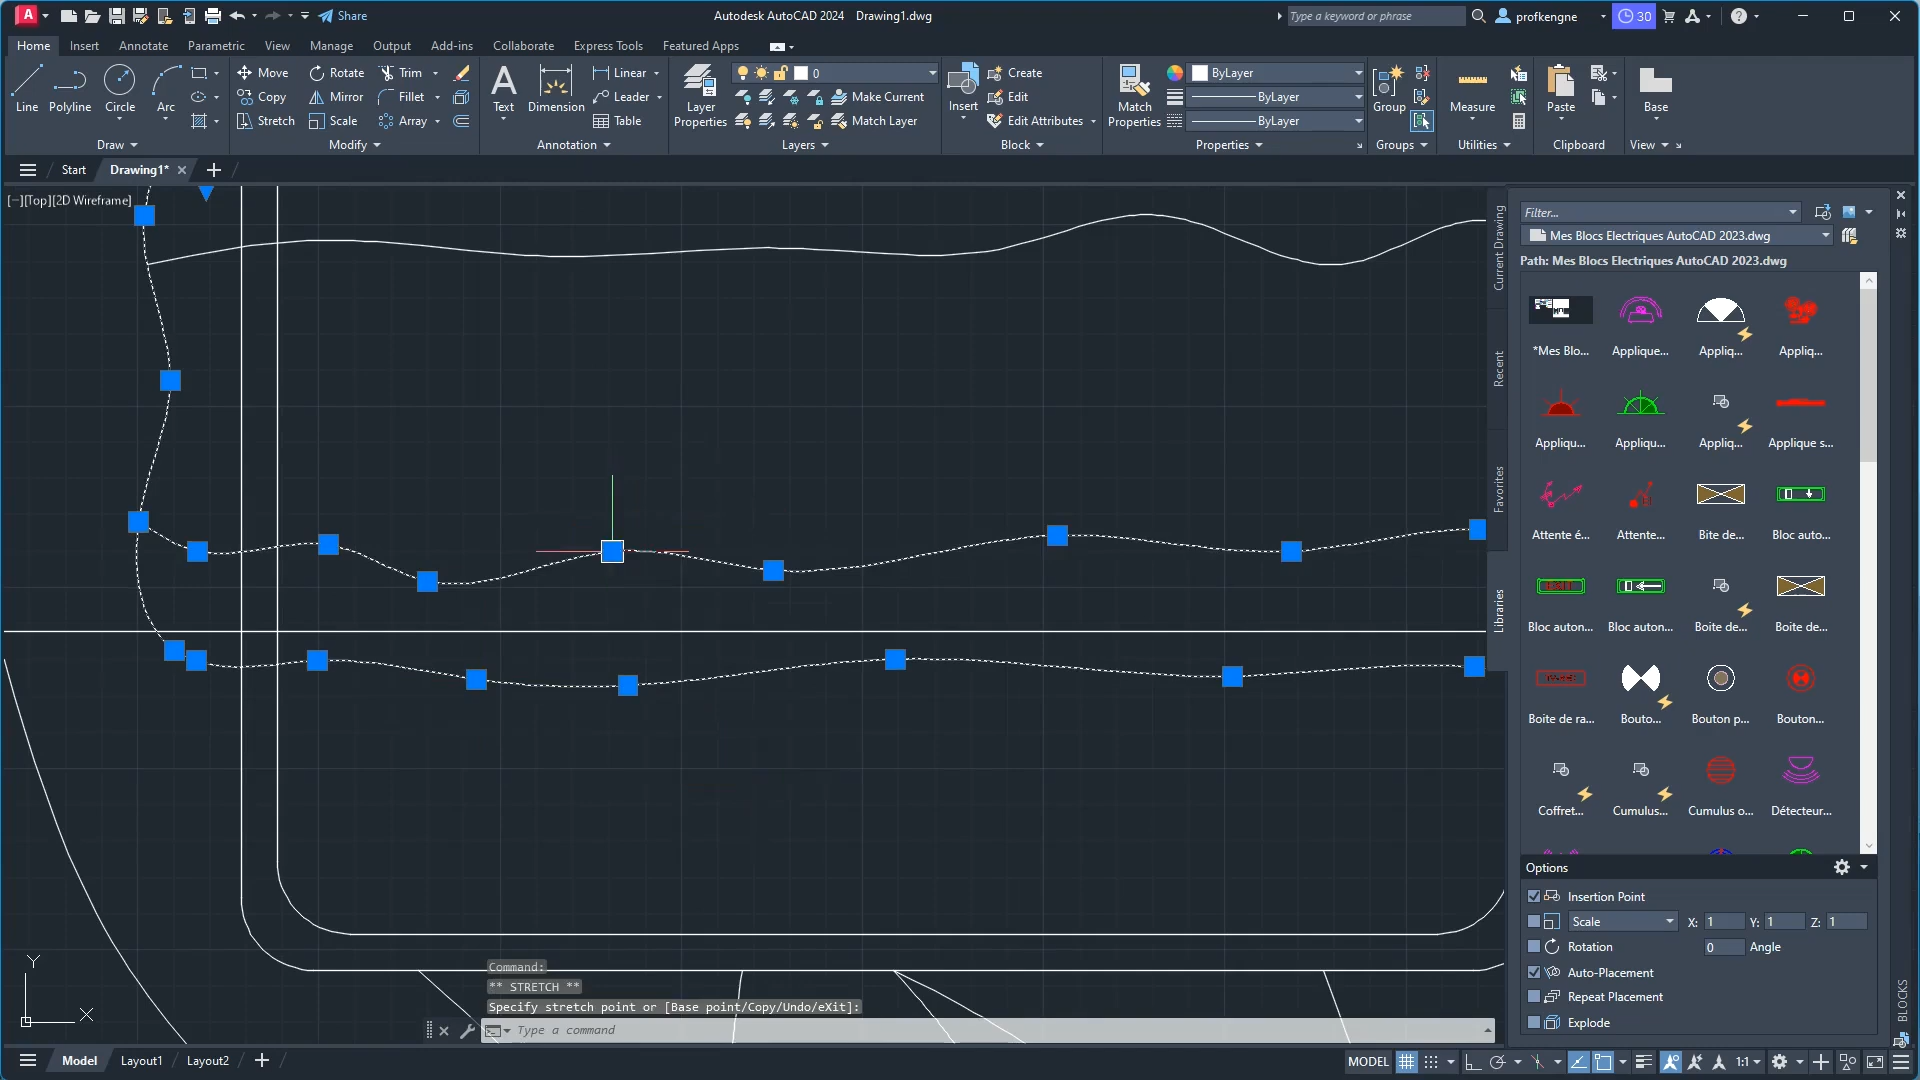 Share
Autodesk AutoCAD 2024 Drawing1.dwg
Type a keyword or phrase
profkengne
30
Home Insert Annotate Parametric View Manage Output Add-ins Collaborate Express Tools Featured Apps
Line Polyline Circle Arc
Draw
Move Rotate Trim
Copy Mirror Fillet
Stretch Scale Array
Modify
Text Dimension
Linear
Leader
Table
Annotation
Layer Properties
0
Make Current
Match Layer
Layers
Insert
Create
Edit
Edit Attributes
Block
Match Properties
ByLayer
ByLayer
ByLayer
Properties
Group
Groups
Measure
Utilities
Paste
Clipboard
Base
View
Start Drawing1*
[−][Top][2D Wireframe]
Current Drawing
Recent
Favorites
Libraries
Filter...
Mes Blocs Electriques AutoCAD 2023.dwg
Path: Mes Blocs Electriques AutoCAD 2023.dwg
*Mes Blo... Applique... Appliq... Appliq...
Appliqu... Appliqu... Appliq... Applique s...
Attente é... Attente... Bite de... Bloc auto...
Bloc auton... Bloc auton... Boite de... Boite de...
Boite de ra... Bouto... Bouton p... Bouton...
Coffret... Cumulus... Cumulus o... Détecteur...
Options
Insertion Point
Scale X: 1 Y: 1 Z: 1
Rotation 0 Angle
Auto-Placement
Repeat Placement
Explode
BLOCKS
Y
X
Command:
** STRETCH **
Specify stretch point or [Base point/Copy/Undo/eXit]:
Type a command
Model Layout1 Layout2
MODEL
1:1